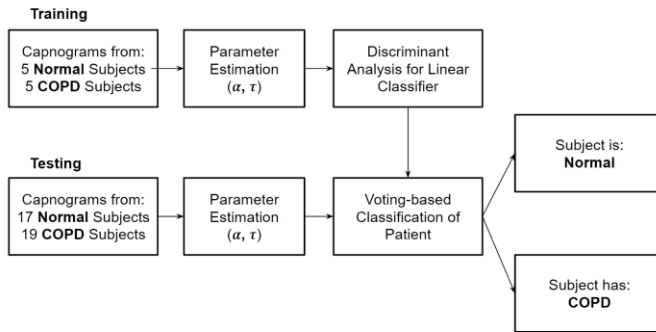 Training
Capnograms from:
5 Normal Subjects
5 COPD Subjects
Parameter
Estimation
(α, τ)
Discriminant
Analysis for Linear
Classifier
Testing
Capnograms from:
17 Normal Subjects
19 COPD Subjects
Parameter
Estimation
(α, τ)
Voting-based
Classification of
Patient
Subject is:
Normal
Subject has:
COPD